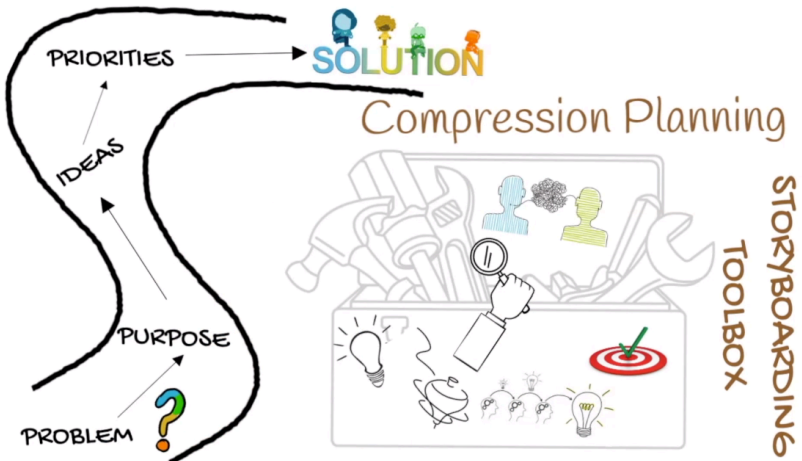 PRIORITIES
SOLUTION
Compression Planning
IDEAS
STORYBOARDING
TOOLBOX
PURPOSE
PROBLEM ?